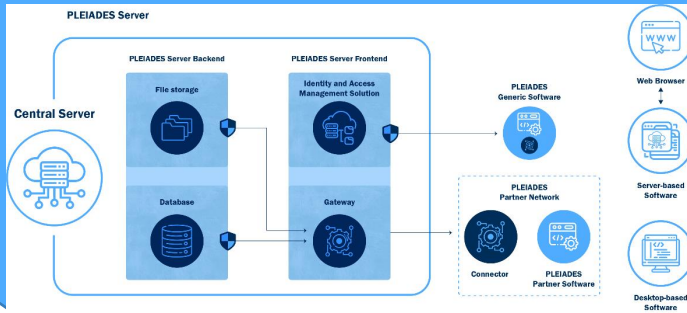 PLEIADES Server
PLEIADES Server Backend
PLEIADES Server Frontend
File storage
Identity and Access
Management Solution
Central Server
Database
Gateway
PLEIADES
Generic Software
PLEIADES
Partner Network
Connector
PLEIADES
Partner Software
WWW
Web Browser
Server-based
Software
Desktop-based
Software